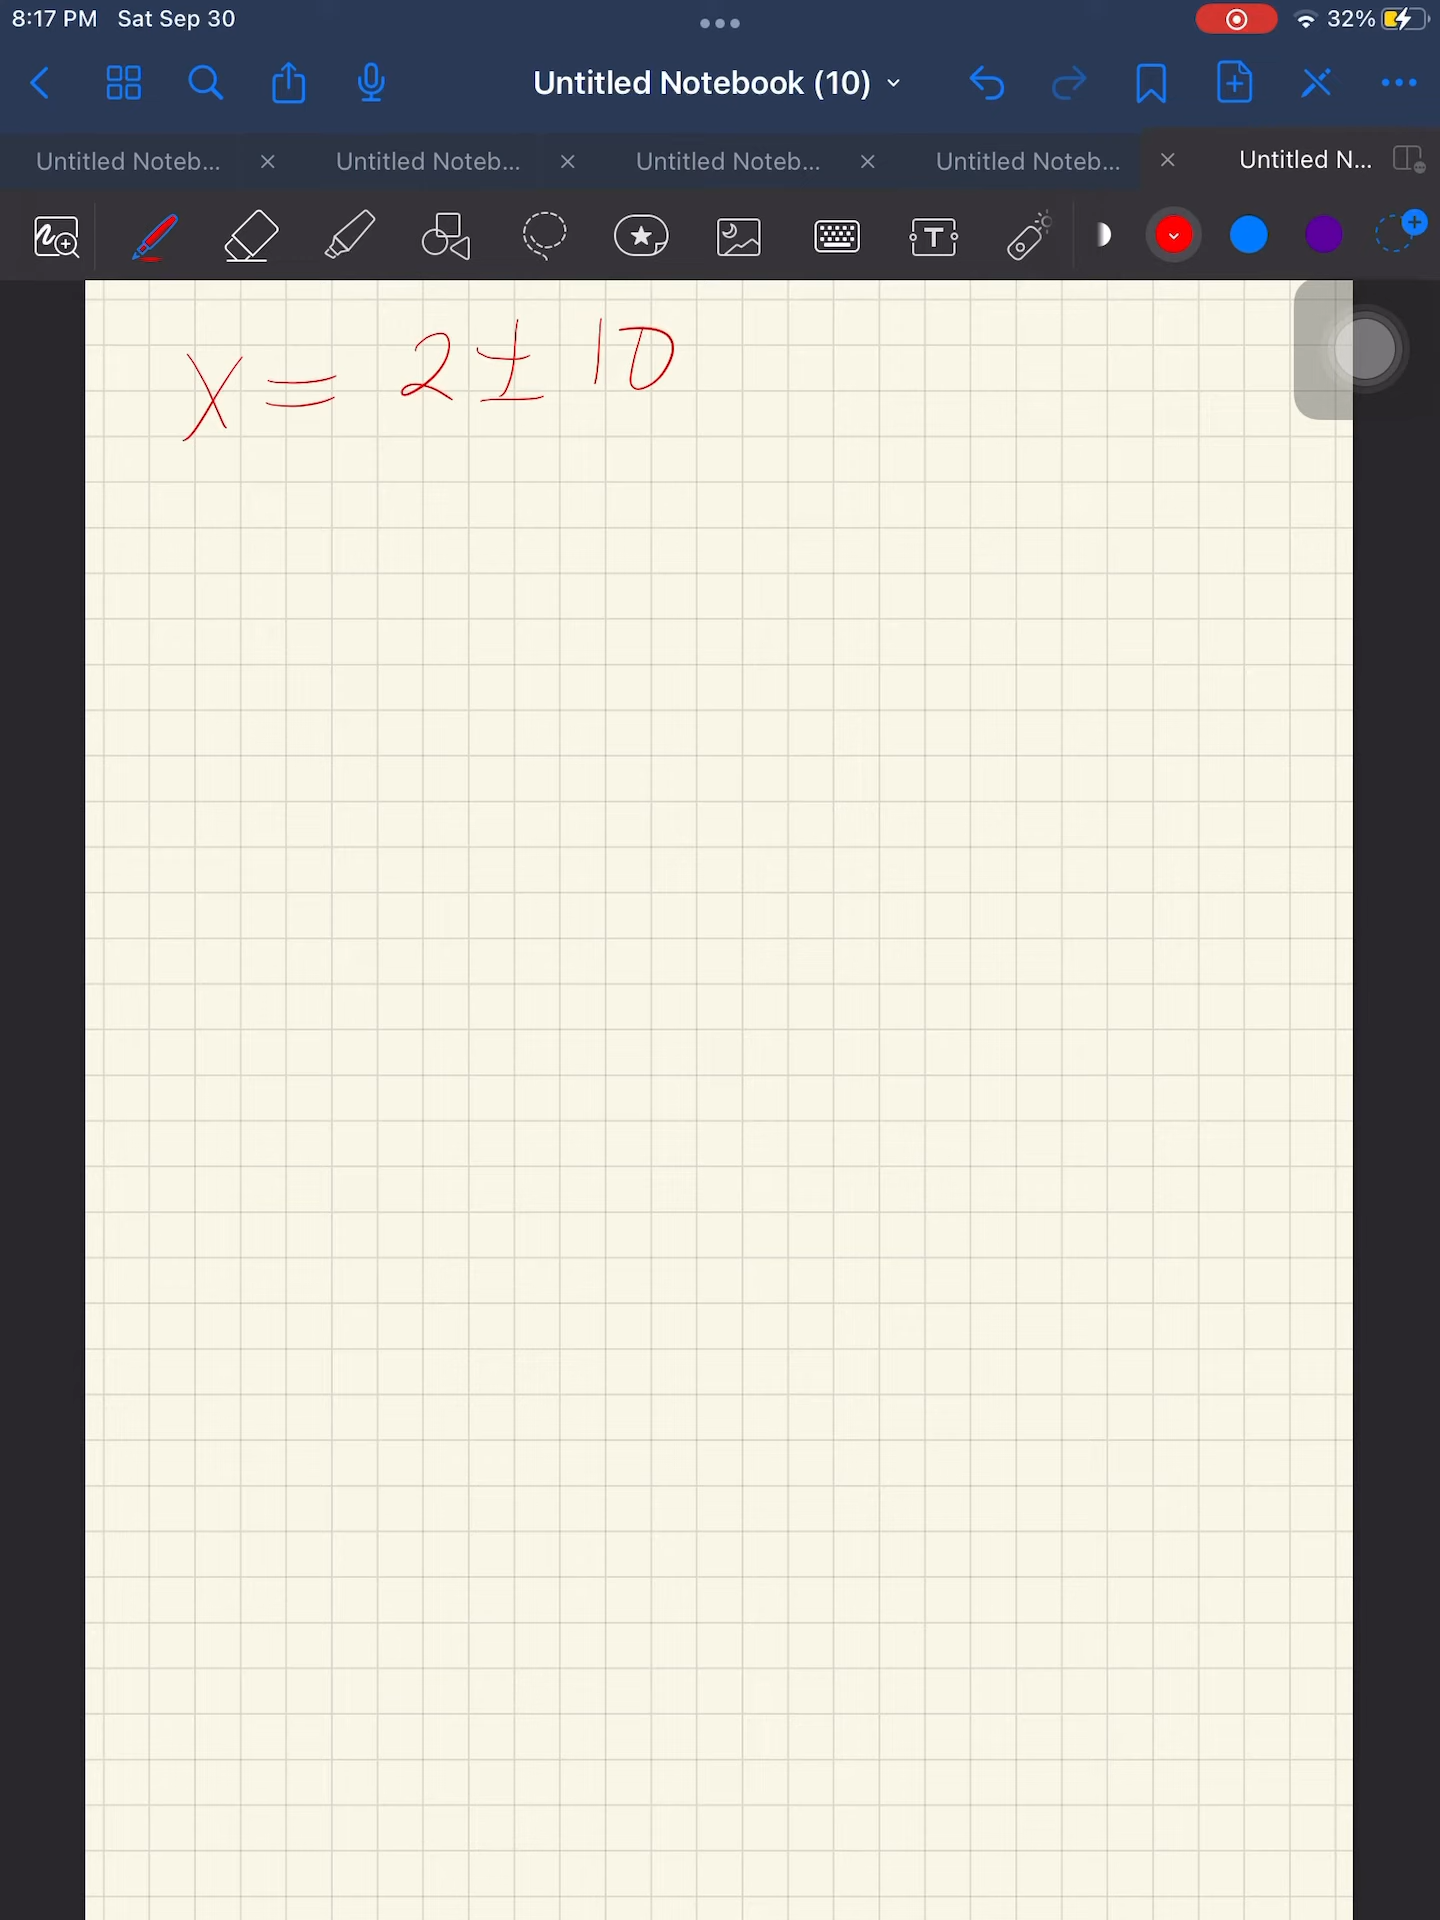 8:17 PM Sat Sep 30
32%
Untitled Notebook (10)
Untitled Noteb...
Untitled Noteb...
Untitled Noteb...
Untitled Noteb...
Untitled N...
T
x = 2 ± 10